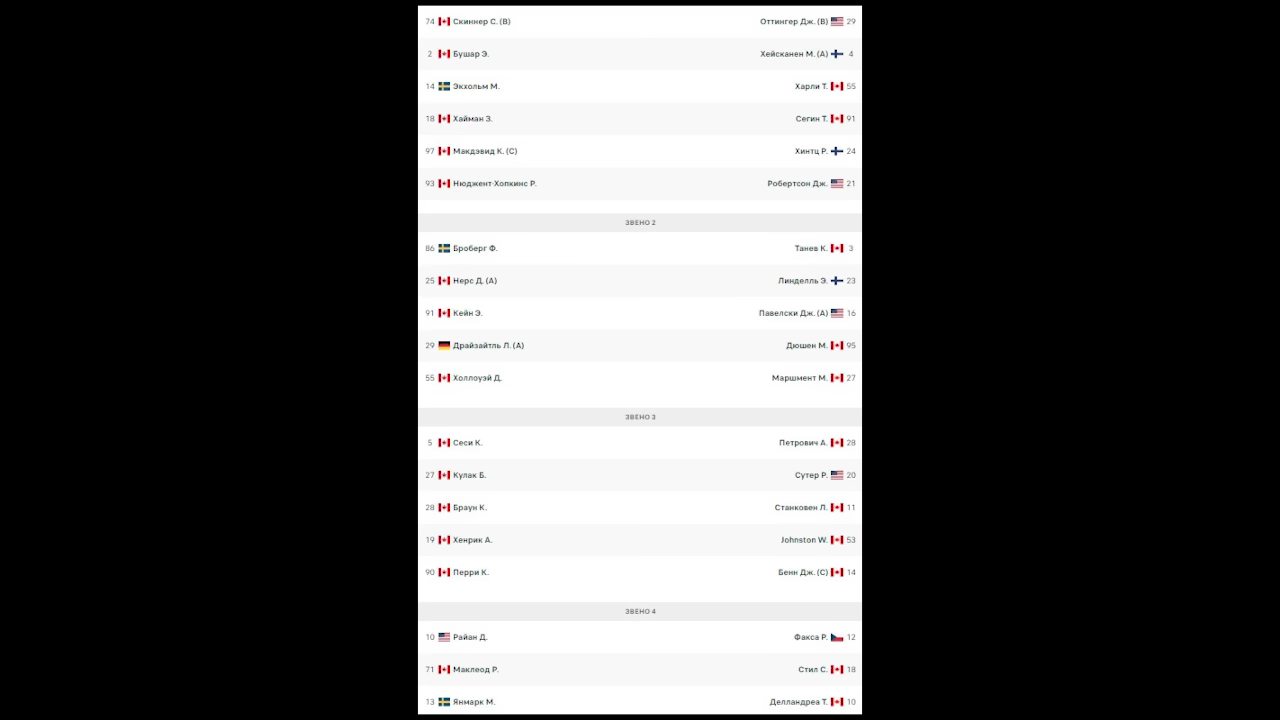 74 Скиннер С. (В) Оттингер Дж. (В) 29
2 Бушар Э. Хейсканен М. (А) 4
14 Экхольм М. Харли Т. 55
18 Хайман З. Сегин Т. 91
97 Макдэвид К. (С) Хинтц Р. 24
93 Нюджент-Хопкинс Р. Робертсон Дж. 21
ЗВЕНО 2
86 Броберг Ф. Танев К. 3
25 Нерс Д. (А) Линделль Э. 23
91 Кейн Э. Павелски Дж. (А) 16
29 Драйзайтль Л. (А) Дюшен М. 95
55 Холлоуэй Д. Маршмент М. 27
ЗВЕНО 3
5 Сеси К. Петрович А. 28
27 Кулак Б. Сутер Р. 20
28 Браун К. Станковен Л. 11
19 Хенрик А. Johnston W. 53
90 Перри К. Бенн Дж. (С) 14
ЗВЕНО 4
10 Райан Д. Факса Р. 12
71 Маклеод Р. Стил С. 18
13 Янмарк М. Делландреа Т. 10